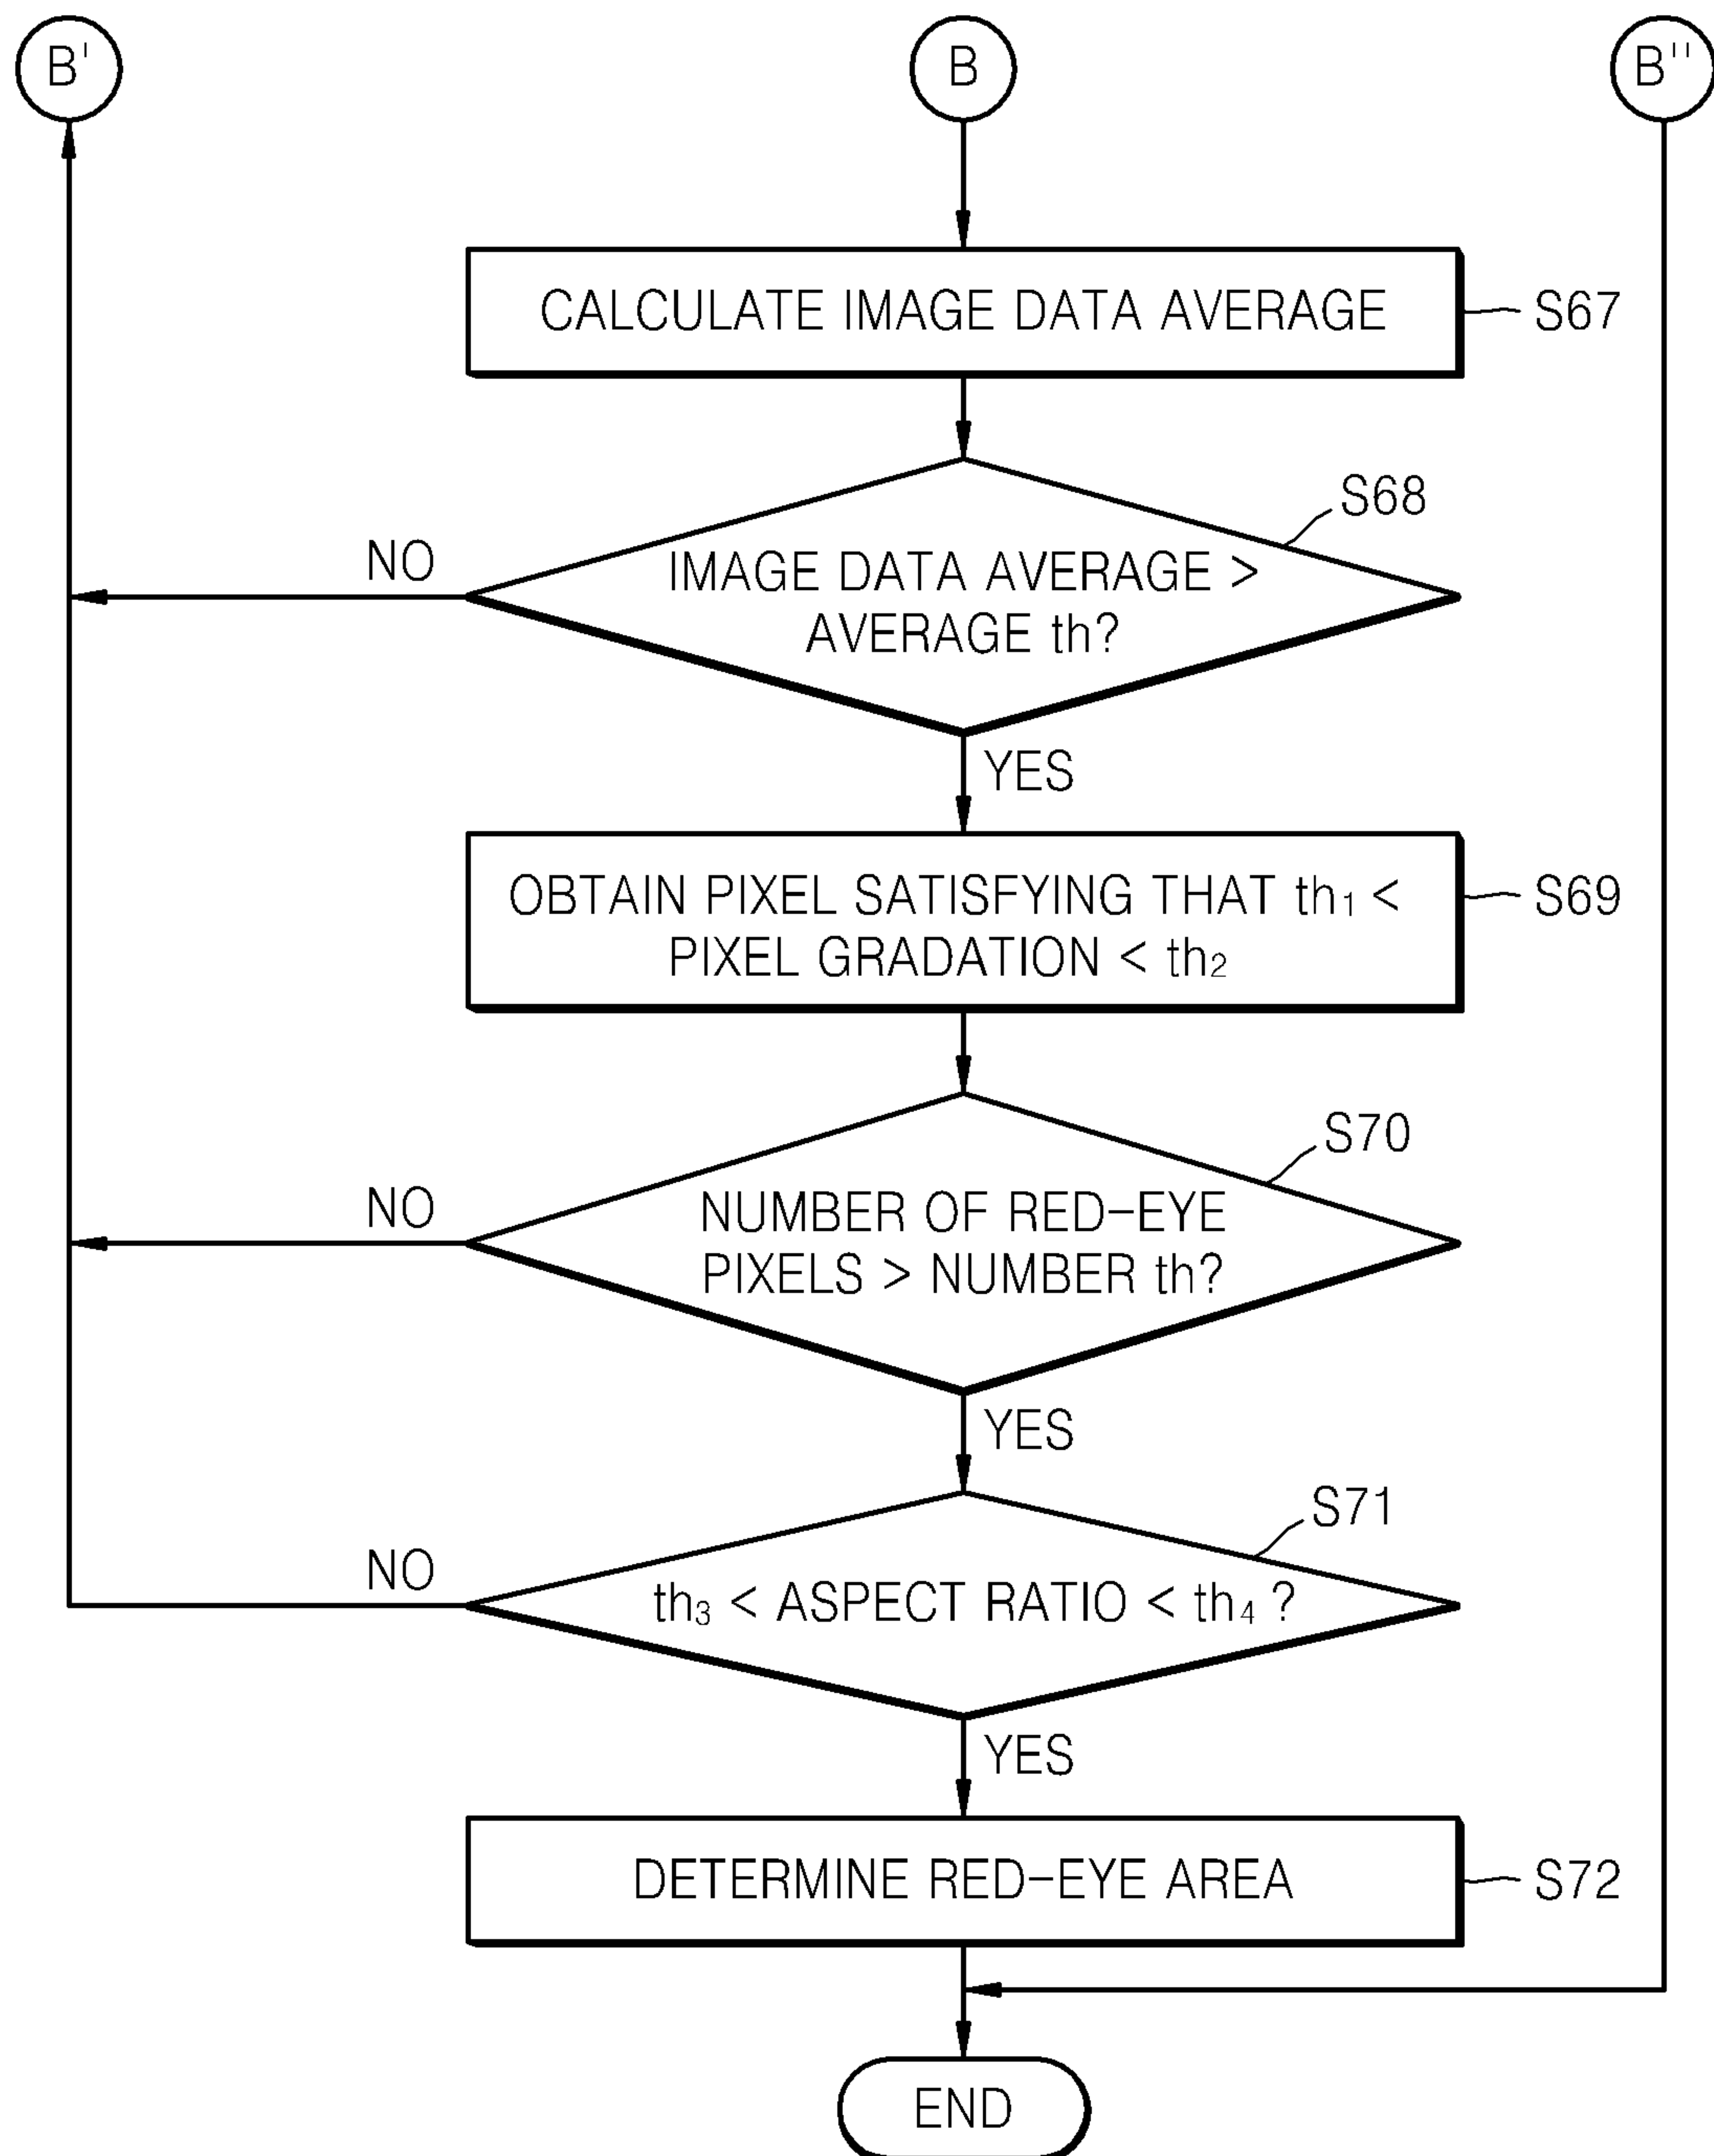 B'
B
B''
CALCULATE IMAGE DATA AVERAGE
S67
S68
NO
IMAGE DATA AVERAGE >
AVERAGE th?
YES
OBTAIN PIXEL SATISFYING THAT th₁ <
PIXEL GRADATION < th₂
S69
S70
NO
NUMBER OF RED-EYE
PIXELS > NUMBER th?
YES
S71
NO
th₃ < ASPECT RATIO < th₄ ?
YES
DETERMINE RED-EYE AREA
S72
END